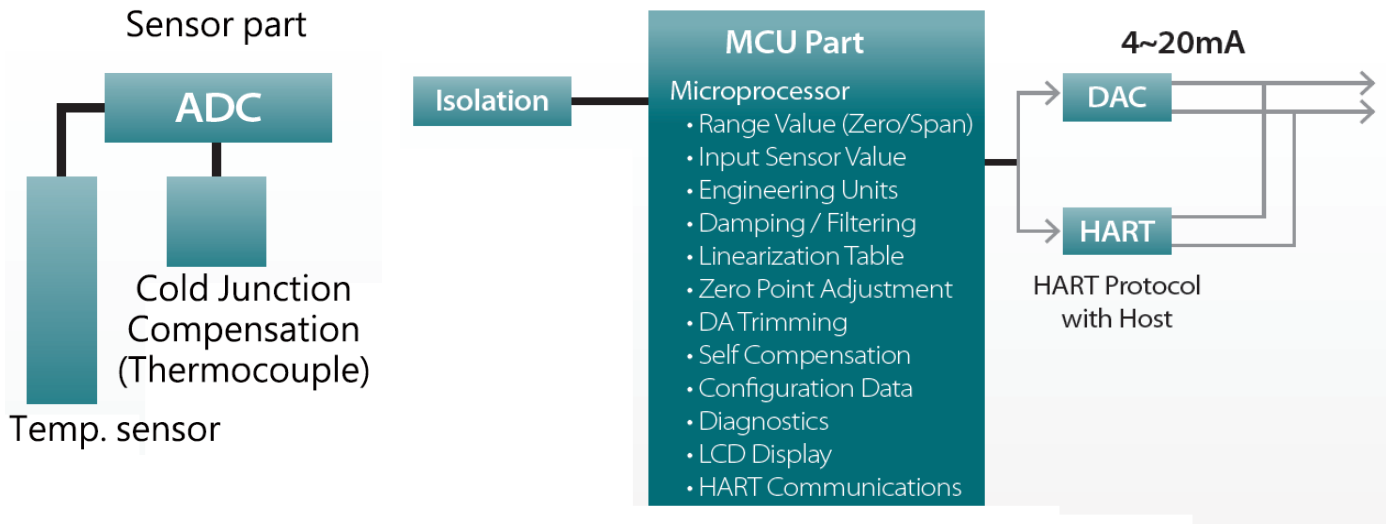 Sensor part
ADC
Cold Junction
Compensation
(Thermocouple)
Temp. sensor
Isolation
MCU Part
Microprocessor
• Range Value (Zero/Span)
• Input Sensor Value
• Engineering Units
• Damping / Filtering
• Linearization Table
• Zero Point Adjustment
• DA Trimming
• Self Compensation
• Configuration Data
• Diagnostics
• LCD Display
• HART Communications
4~20mA
DAC
HART
HART Protocol
with Host